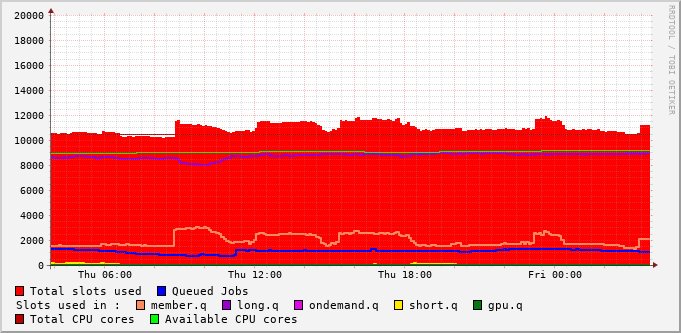 RRDTOOL / TOBI OETIKER
20000
18000
16000
14000
12000
10000
8000
6000
4000
2000
0
Thu 06:00 Thu 12:00 Thu 18:00 Fri 00:00
Total slots used Queued Jobs
Slots used in : member.q long.q ondemand.q short.q gpu.q
Total CPU cores Available CPU cores